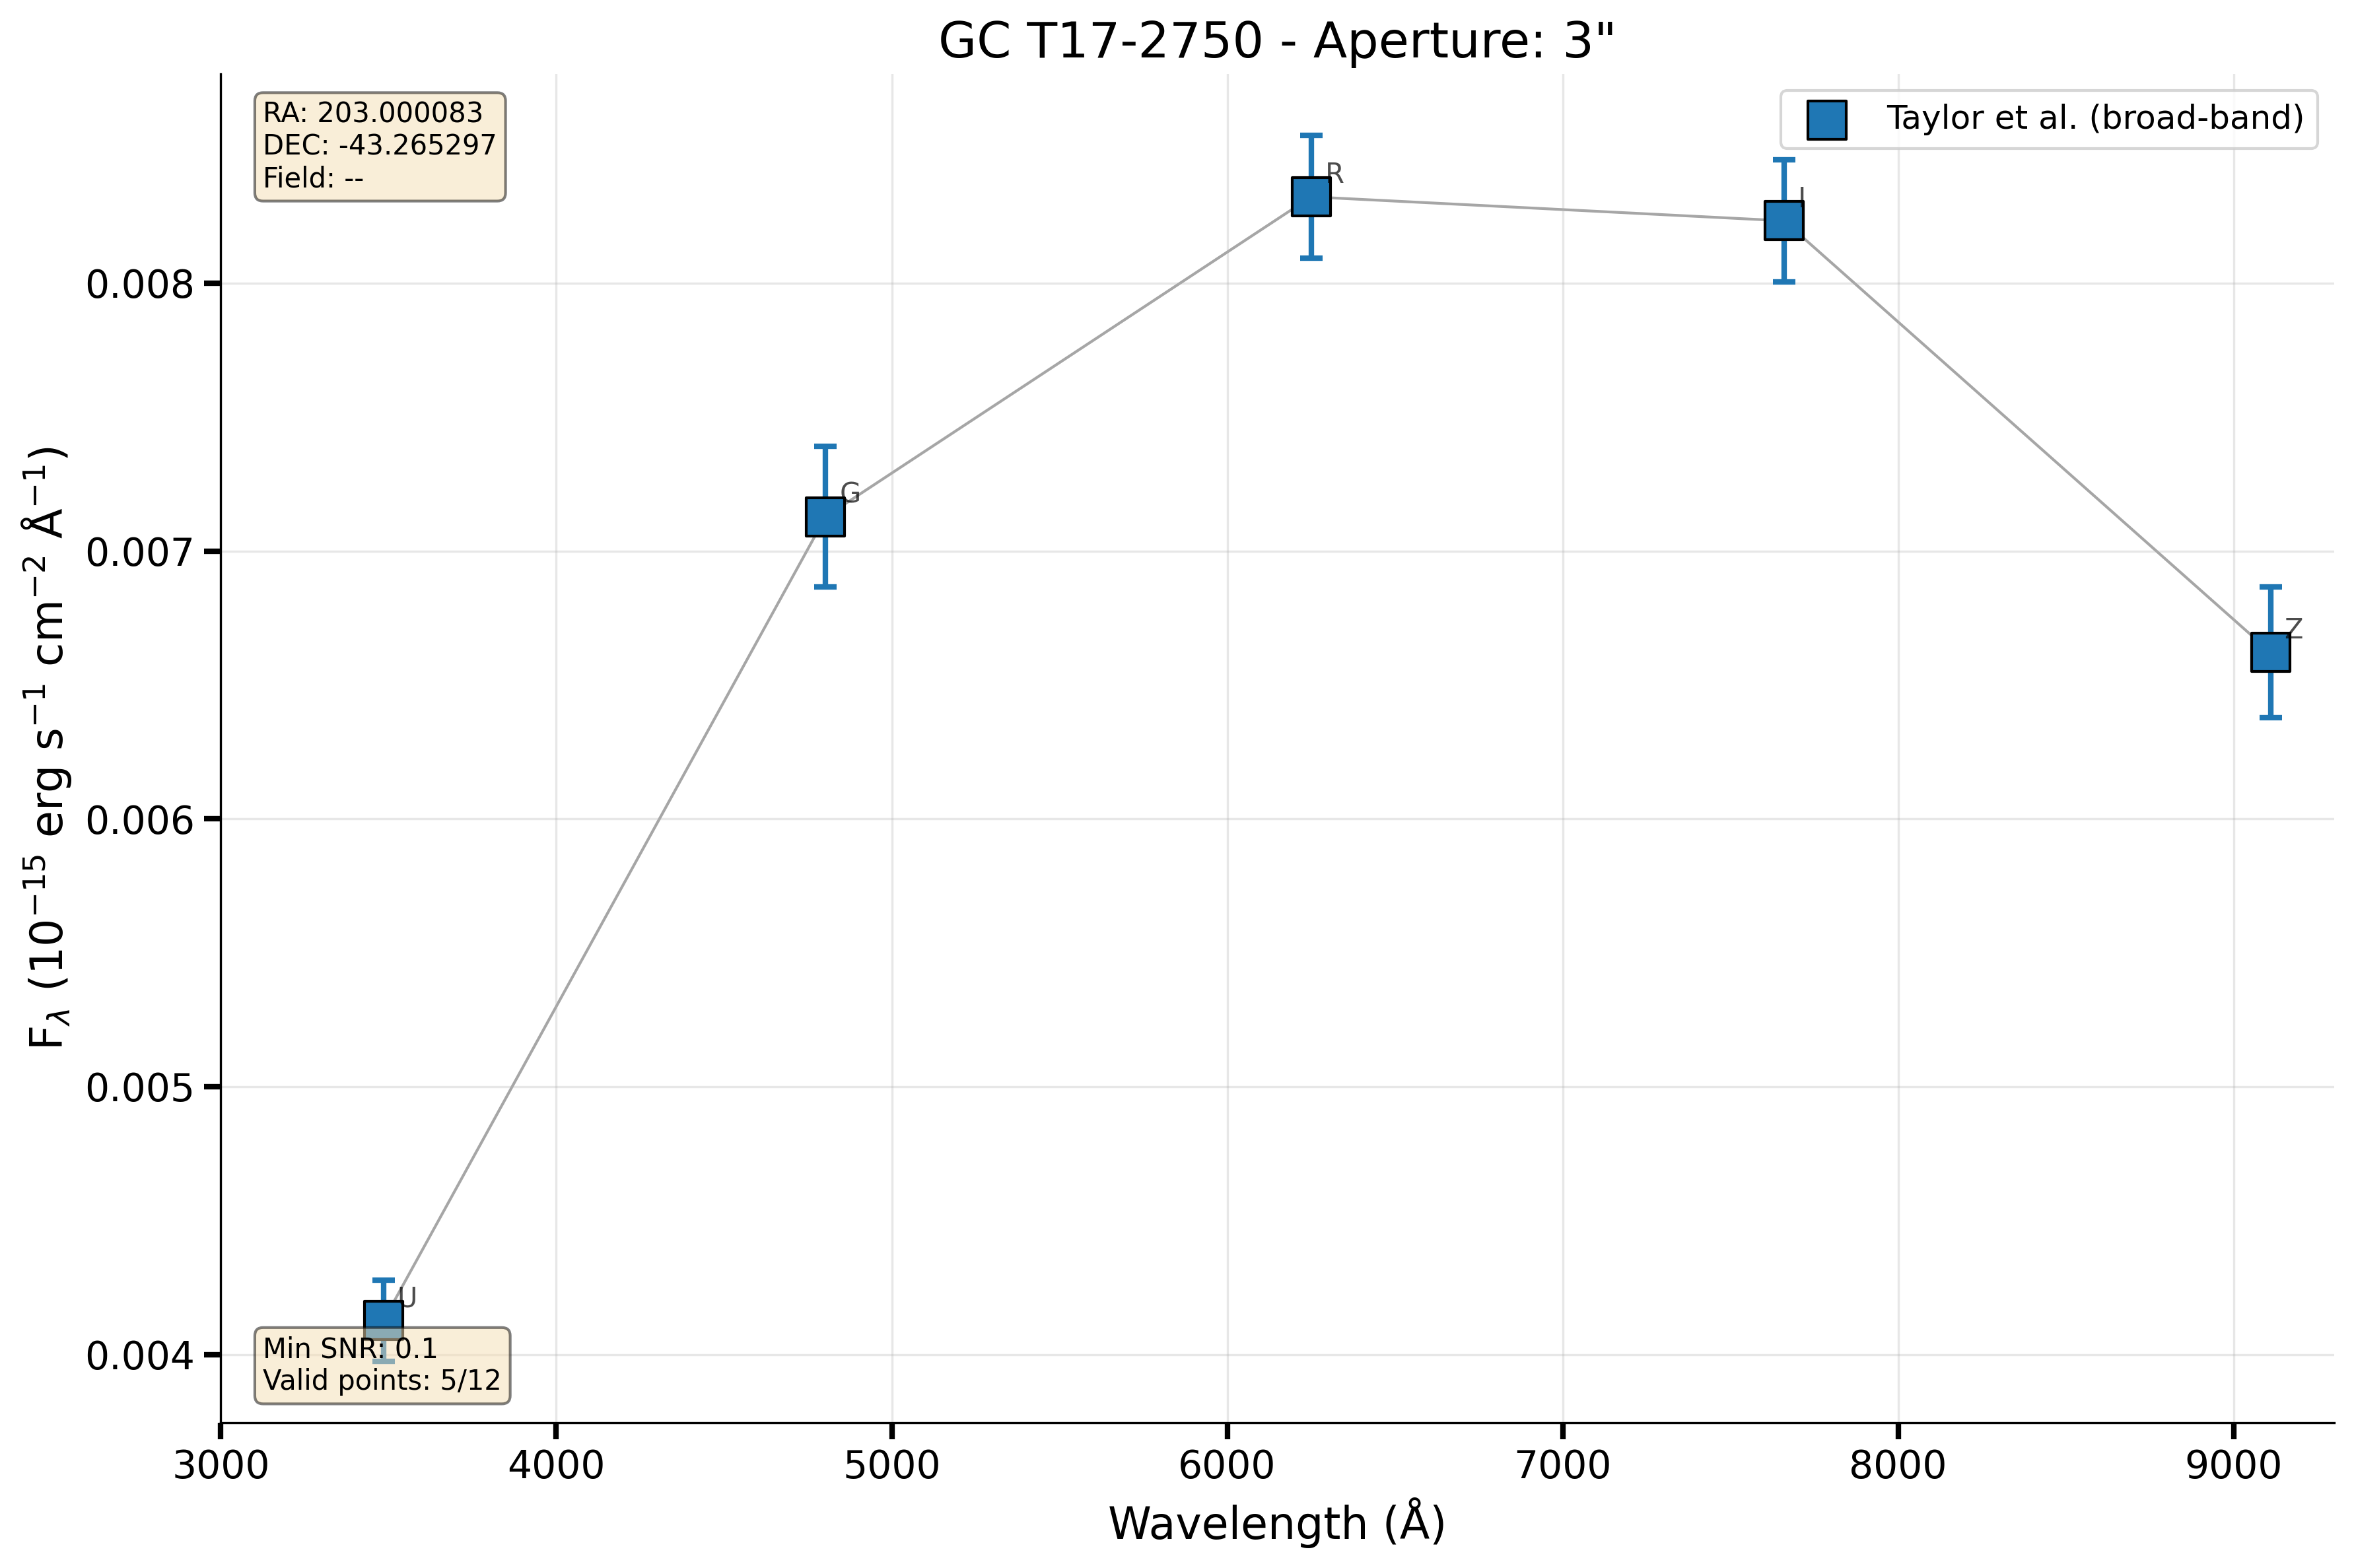 GC T17-2750 - Aperture: 3"
RA: 203.000083
DEC: -43.265297
Field: --
Taylor et al. (broad-band)
R
I
G
Z
U
0.008
0.007
0.006
0.005
0.004
F_λ (10⁻¹⁵ erg s⁻¹ cm⁻² Å⁻¹)
Min SNR: 0.1
Valid points: 5/12
3000 4000 5000 6000 7000 8000 9000
Wavelength (Å)